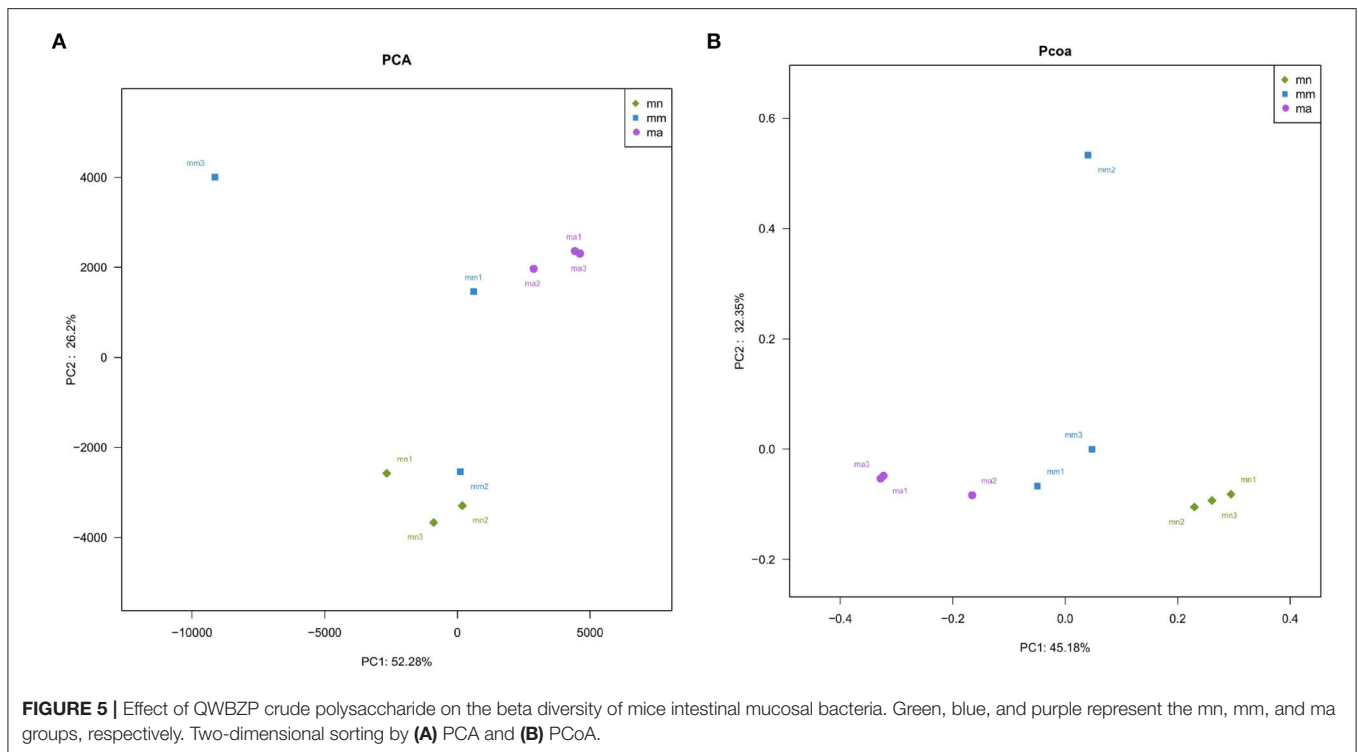 A
PCA
mn
mm
ma
mm3
ma1
mm1
ma3
ma2
mn1
mm2
mn2
mn3
4000
2000
0
−2000
−4000
PC2 : 26.2%
−10000
−5000
0
5000
PC1: 52.28%
B
Pcoa
mn
mm
ma
mm2
mm3
ma3
mm1
ma2
ma1
mn1
mn2
mn3
0.6
0.4
0.2
0.0
−0.2
PC2 : 32.35%
−0.4
−0.2
0.0
0.2
0.4
PC1: 45.18%
FIGURE 5 | Effect of QWBZP crude polysaccharide on the beta diversity of mice intestinal mucosal bacteria. Green, blue, and purple represent the mn, mm, and ma
groups, respectively. Two-dimensional sorting by (A) PCA and (B) PCoA.